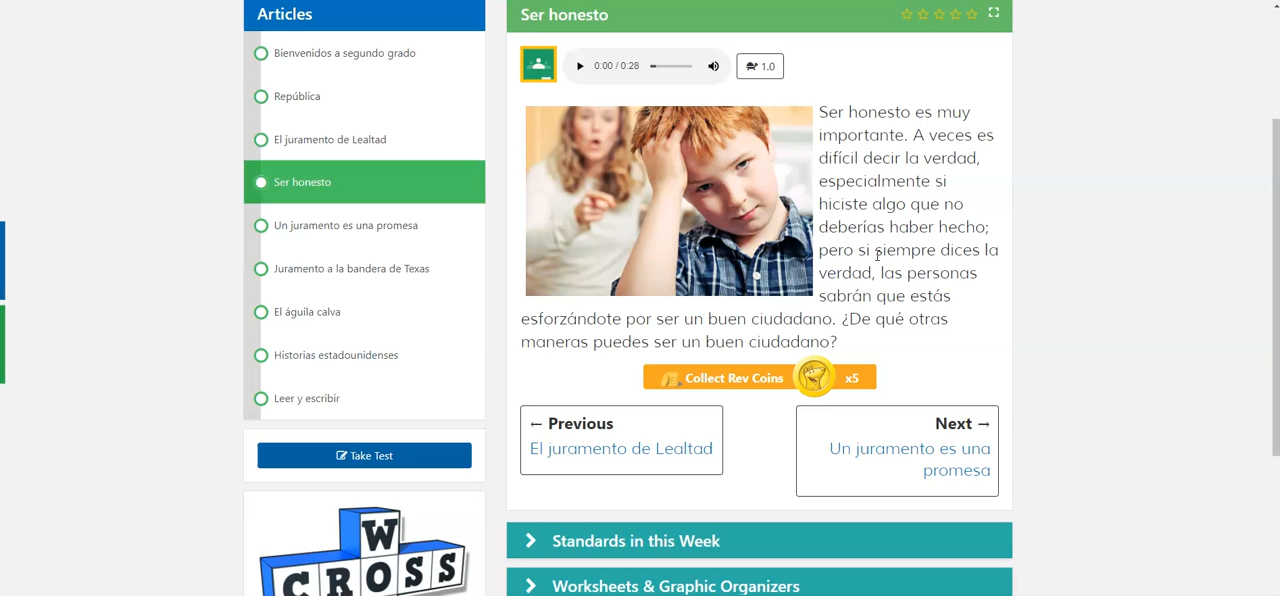 Articles
Bienvenidos a segundo grado
República
El juramento de Lealtad
Ser honesto
Un juramento es una promesa
Juramento a la bandera de Texas
El águila calva
Historias estadounidenses
Leer y escribir
Take Test
W
CROSS
Ser honesto
0:00 / 0:28
1.0
Ser honesto es muy
importante. A veces es
difícil decir la verdad,
especialmente si
hiciste algo que no
deberías haber hecho;
pero si siempre dices la
verdad, las personas
sabrán que estás
esforzándote por ser un buen ciudadano. ¿De qué otras
maneras puedes ser un buen ciudadano?
Collect Rev Coins x5
← Previous
El juramento de Lealtad
Next →
Un juramento es una
promesa
Standards in this Week
Worksheets & Graphic Organizers